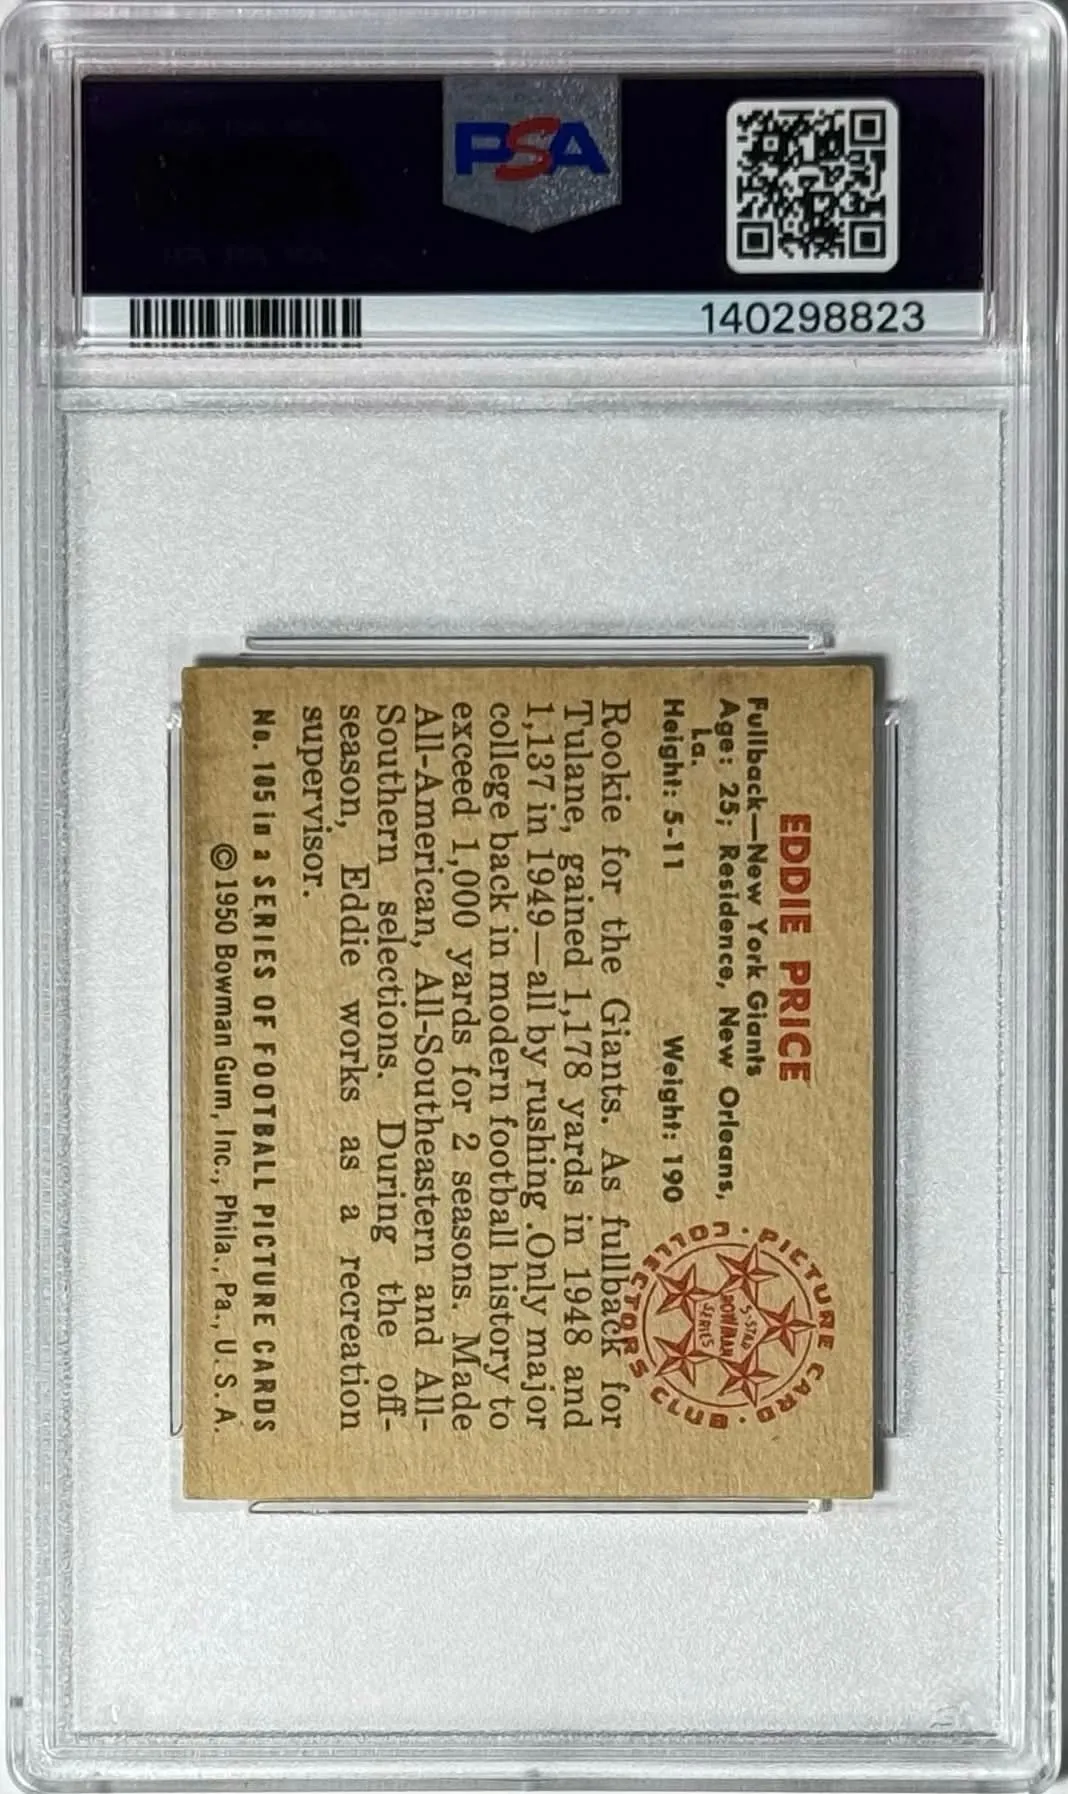 PSA
140298823
EDDIE PRICE
Fullback—New York Giants
Age: 25; Residence, New Orleans,
La.
Height: 5-11 Weight: 190
PICTURE CARD COLLECTORS CLUB
5-STAR
BOWMAN
SERIES
Rookie for the Giants. As fullback for
Tulane, gained 1,178 yards in 1948 and
1,137 in 1949—all by rushing .Only major
college back in modern football history to
exceed 1,000 yards for 2 seasons. Made
All-American, All-Southeastern and All-
Southern selections. During the off-
season, Eddie works as a recreation
supervisor.
No. 105 in a SERIES OF FOOTBALL PICTURE CARDS
©1950 Bowman Gum, Inc., Phila., Pa., U.S.A.